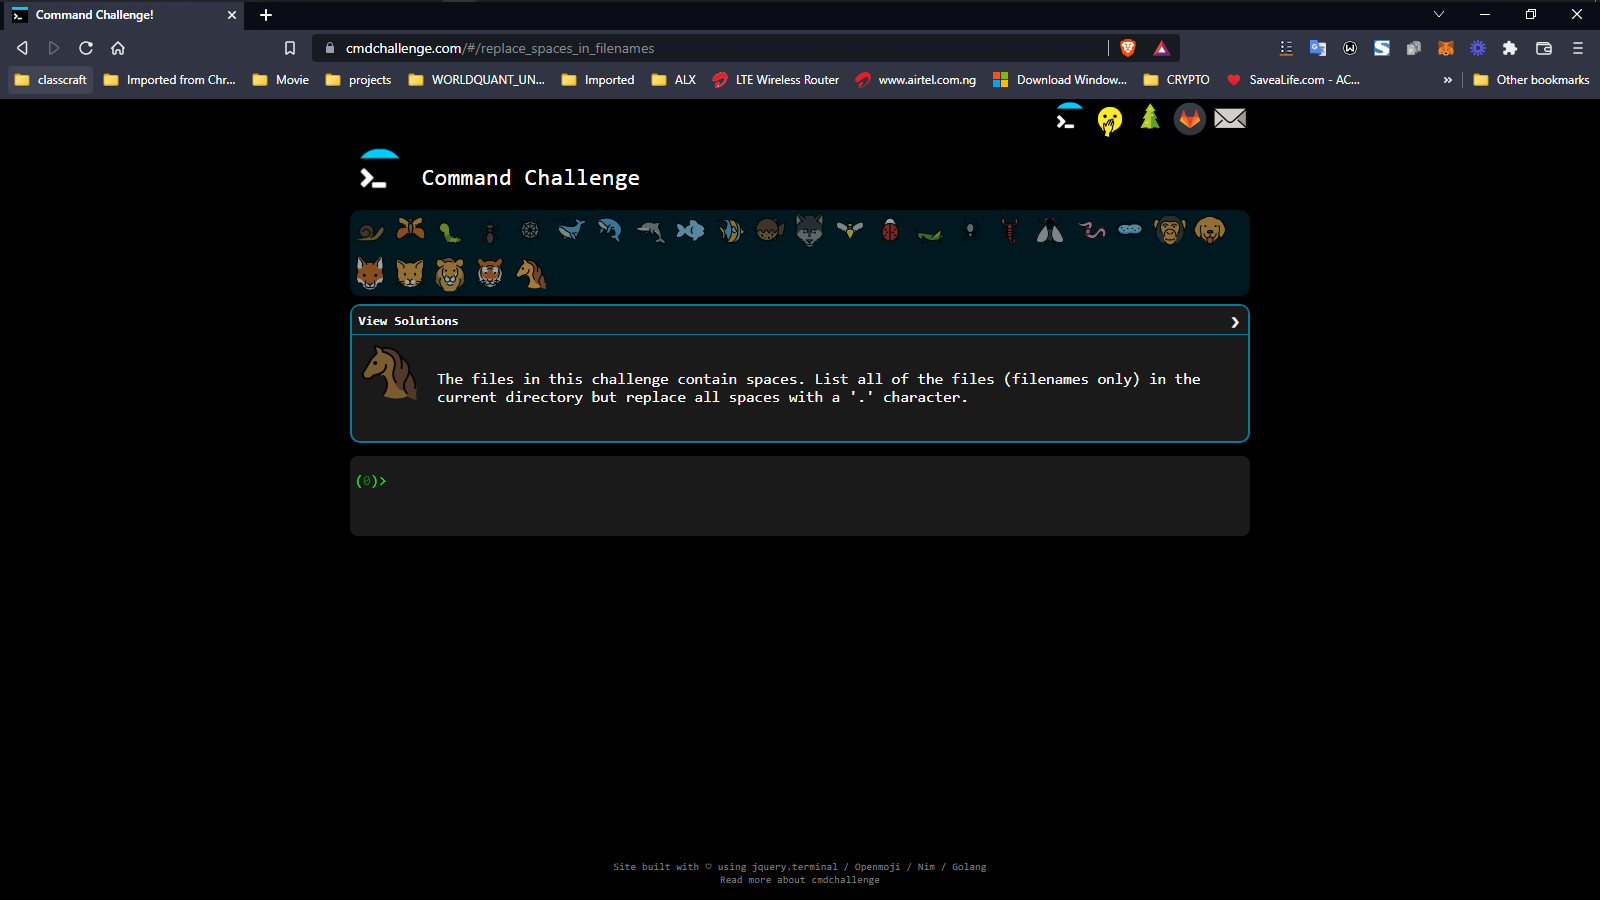 Command Challenge!
cmdchallenge.com/#/replace_spaces_in_filenames
classcraft
Imported from Chr...
Movie
projects
WORLDQUANT_UN...
Imported
ALX
LTE Wireless Router
www.airtel.com.ng
Download Window...
CRYPTO
SaveaLife.com - AC...
»
Other bookmarks
Command Challenge
View Solutions
The files in this challenge contain spaces. List all of the files (filenames only) in the
current directory but replace all spaces with a '.' character.
(0)>
Site built with ♡ using jquery.terminal / Openmoji / Nim / Golang
Read more about cmdchallenge